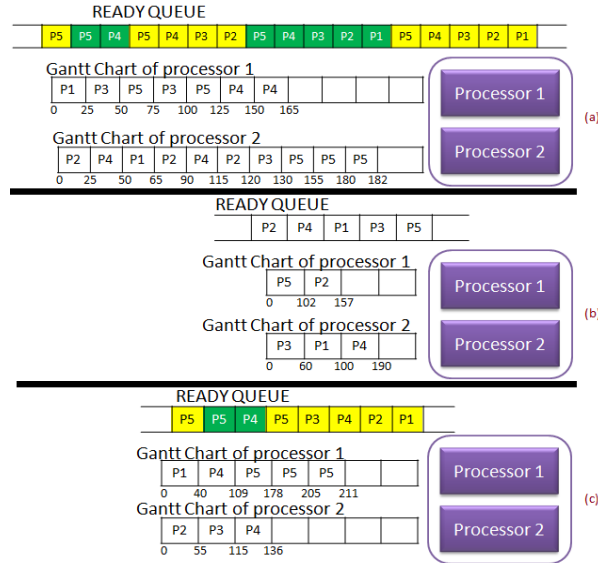 READY QUEUE
P5 P5 P4 P5 P4 P3 P2 P5 P4 P3 P2 P1 P5 P4 P3 P2 P1
Gantt Chart of processor 1
P1 P3 P5 P3 P5 P4 P4
0 25 50 75 100 125 150 165
Gantt Chart of processor 2
P2 P4 P1 P2 P4 P2 P3 P5 P5 P5
0 25 50 65 90 115 120 130 155 180 182
Processor 1
Processor 2
(a)
READY QUEUE
P2 P4 P1 P3 P5
Gantt Chart of processor 1
P5 P2
0 102 157
Gantt Chart of processor 2
P3 P1 P4
0 60 100 190
Processor 1
Processor 2
(b)
READY QUEUE
P5 P5 P4 P5 P3 P4 P2 P1
Gantt Chart of processor 1
P1 P4 P5 P5 P5
0 40 109 178 205 211
Gantt Chart of processor 2
P2 P3 P4
0 55 115 136
Processor 1
Processor 2
(c)